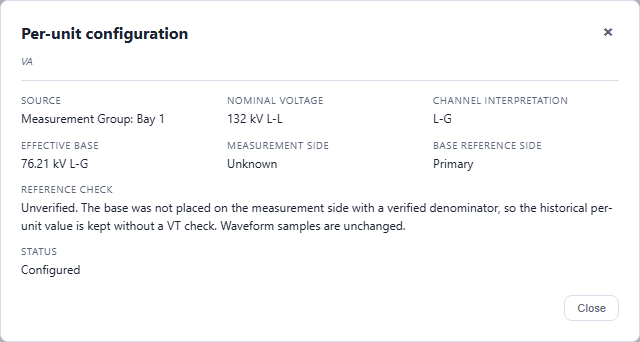 Per-unit configuration
×
VA
SOURCE
Measurement Group: Bay 1
NOMINAL VOLTAGE
132 kV L-L
CHANNEL INTERPRETATION
L-G
EFFECTIVE BASE
76.21 kV L-G
MEASUREMENT SIDE
Unknown
BASE REFERENCE SIDE
Primary
REFERENCE CHECK
Unverified. The base was not placed on the measurement side with a verified denominator, so the historical per-
unit value is kept without a VT check. Waveform samples are unchanged.
STATUS
Configured
Close